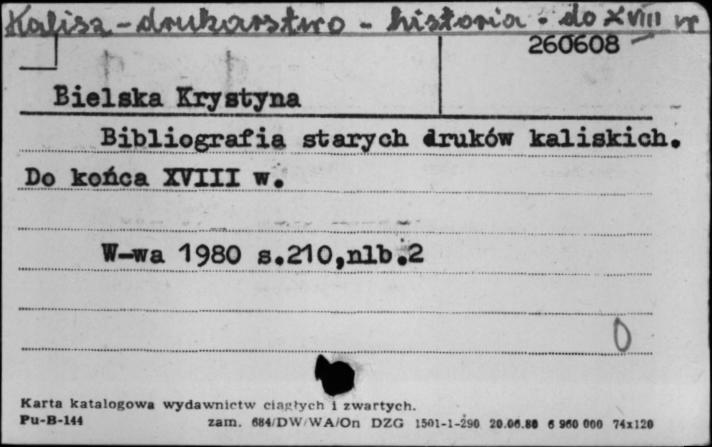 Kalisz - drukarstwo - historia - do XVIII w
260608
Bielska Krystyna
Bibliografia starych druków kaliskich.
Do końca XVIII w.
W-wa 1980 s.210,nlb.2
0
Karta katalogowa wydawnictw ciągłych i zwartych.
Pu-B-144 zam. 684/DW/WA/On DZG 1501-1-290 20.06.80 6 960 000 74x120